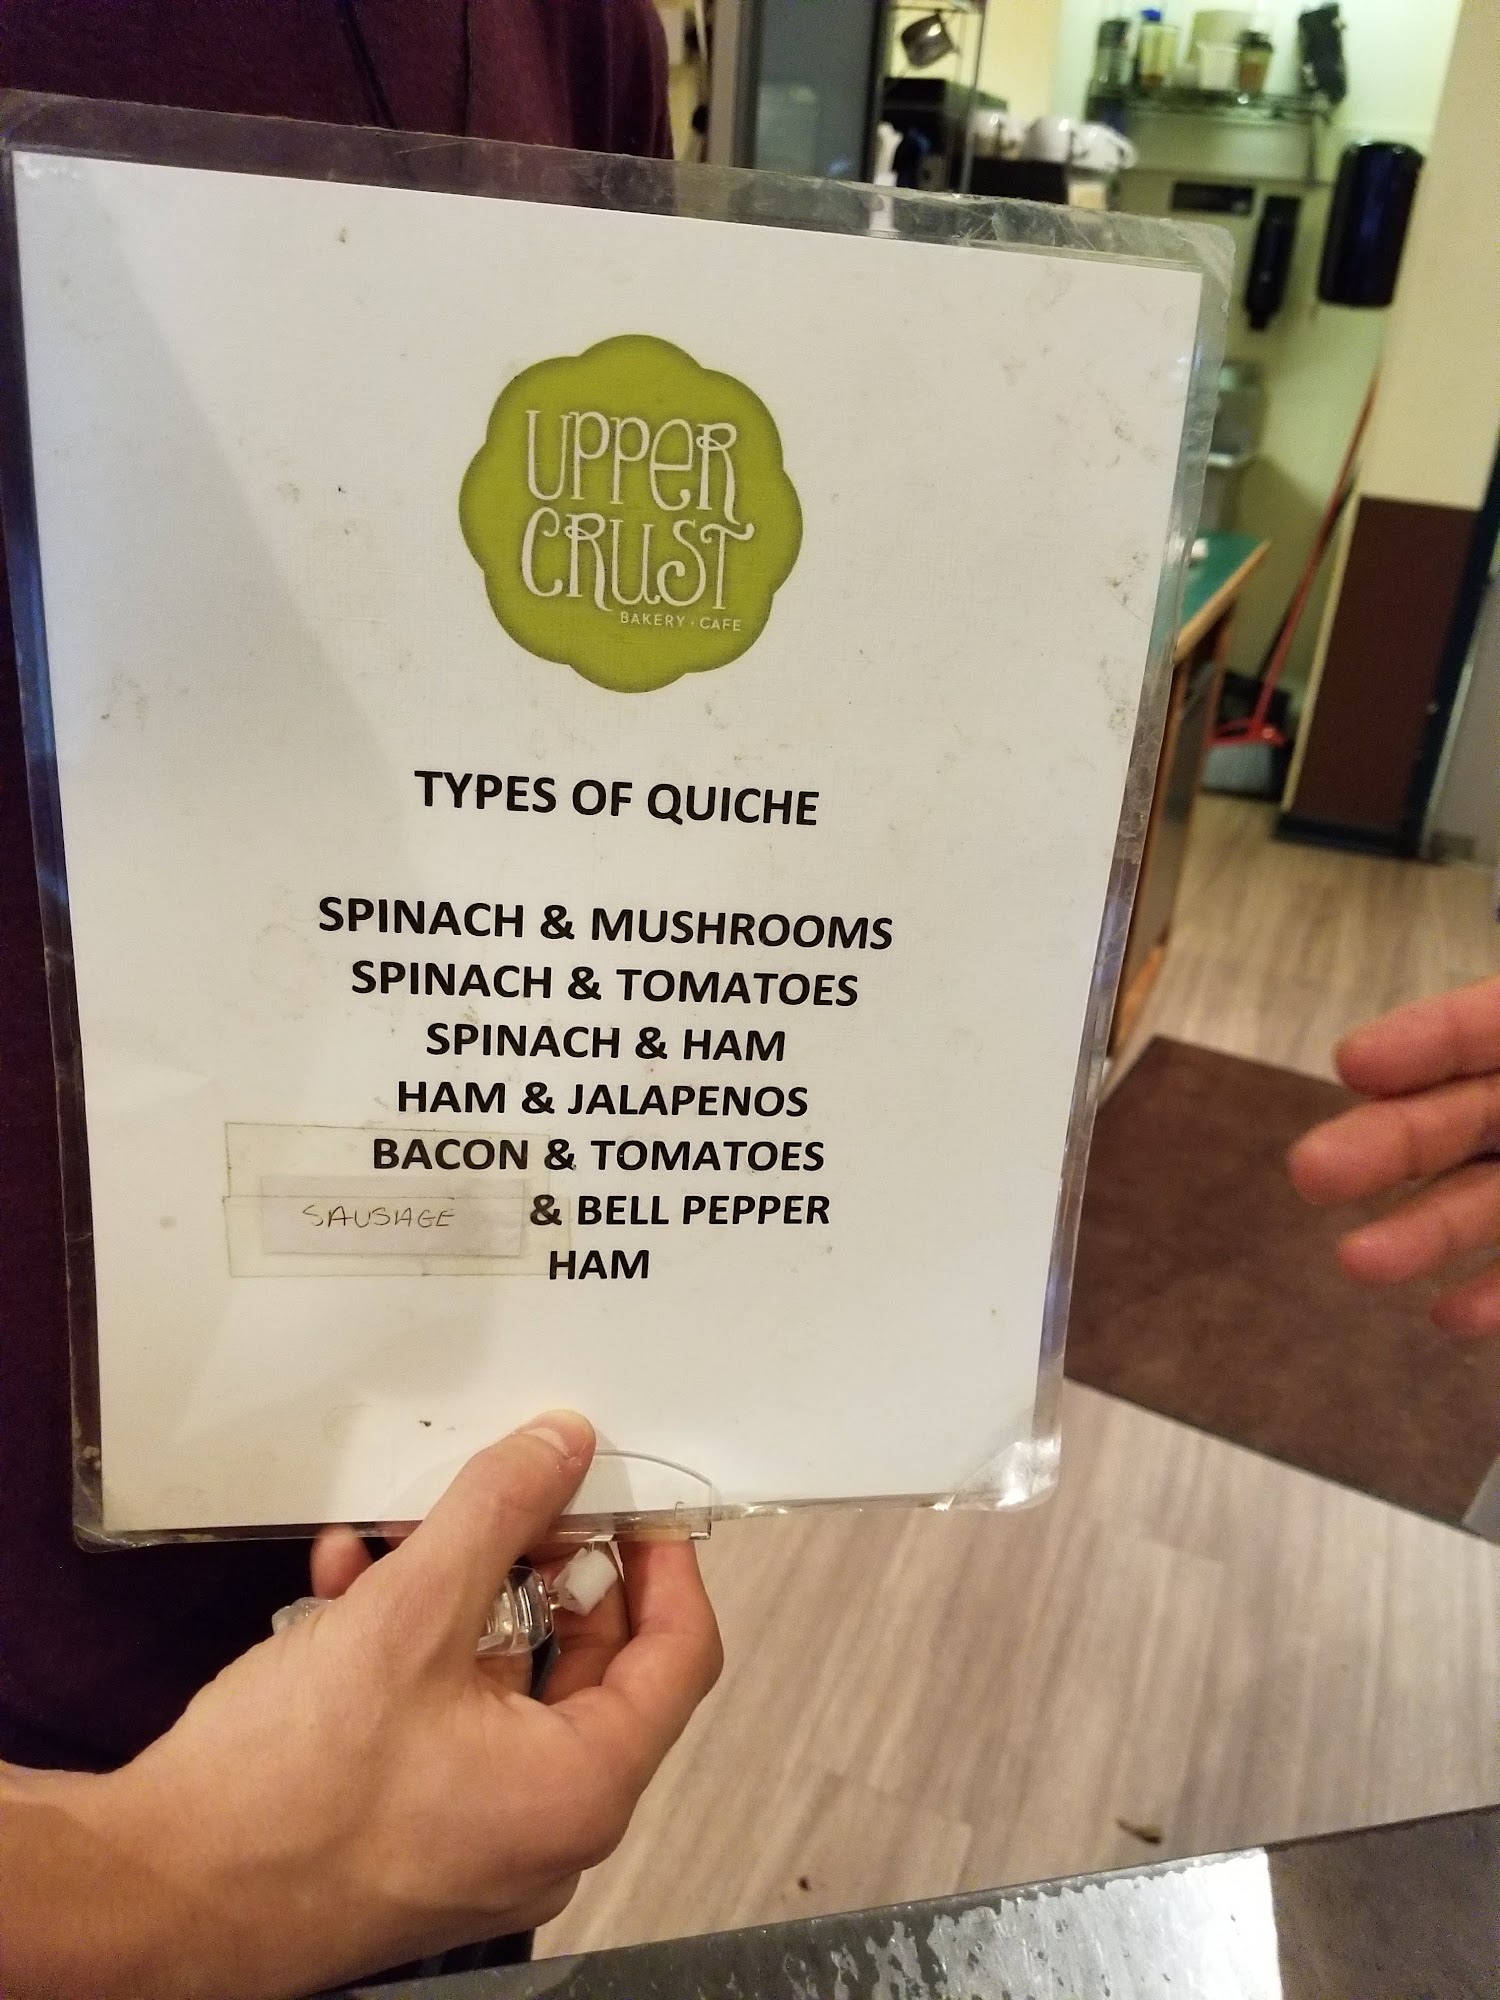 UPPER
CRUST
BAKERY · CAFE
TYPES OF QUICHE
SPINACH & MUSHROOMS
SPINACH & TOMATOES
SPINACH & HAM
HAM & JALAPENOS
BACON & TOMATOES
SAUSAGE & BELL PEPPER
HAM